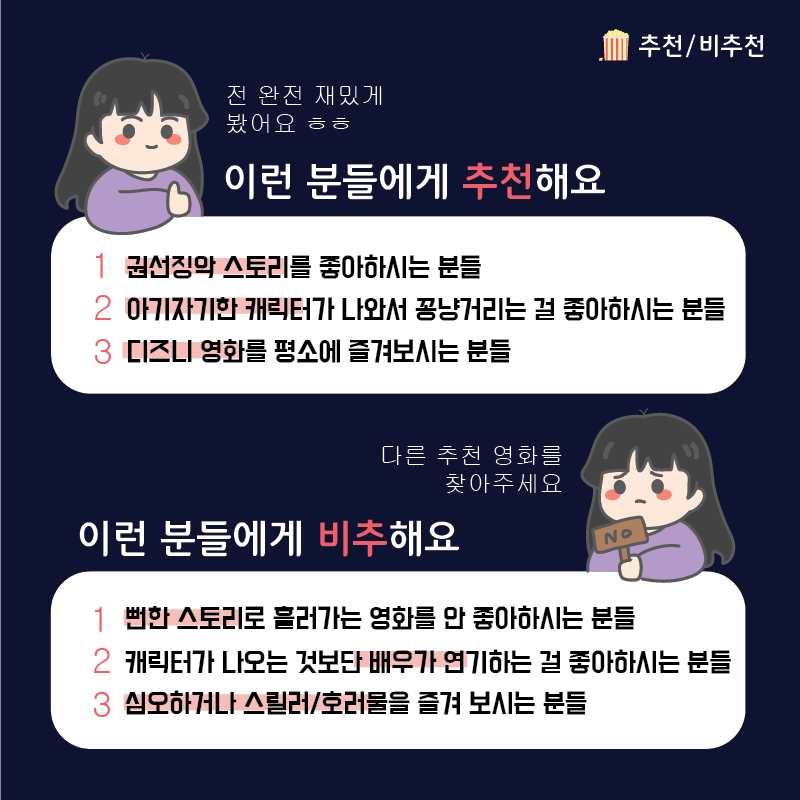 추천/비추천
전 완전 재밌게
봤어요 ㅎㅎ
이런 분들에게 추천해요
1 권선징악 스토리를 좋아하시는 분들
2 아기자기한 캐릭터가 나와서 꽁냥거리는 걸 좋아하시는 분들
3 디즈니 영화를 평소에 즐겨보시는 분들
다른 추천 영화를
찾아주세요
이런 분들에게 비추해요
NO
1 뻔한 스토리로 흘러가는 영화를 안 좋아하시는 분들
2 캐릭터가 나오는 것보단 배우가 연기하는 걸 좋아하시는 분들
3 심오하거나 스릴러/호러물을 즐겨 보시는 분들